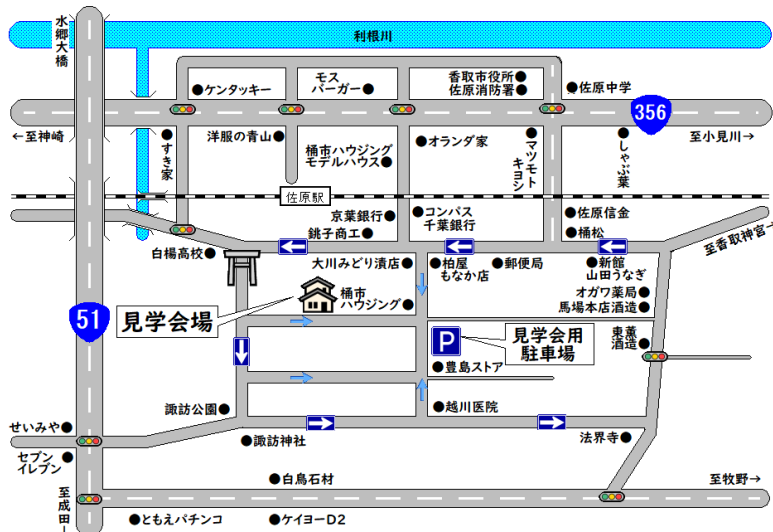 水郷大橋
利根川
●ケンタッキー
モス
バーガー●
香取市役所●
佐原消防署●
●佐原中学
356
←至神崎
●すき家
洋服の青山●
桶市ハウジング
モデルハウス●
●オランダ家
●マツモト
キヨシ
●しゃぶ葉
至小見川→
佐原駅
京葉銀行●
銚子商工●
●コンパス
千葉銀行
●佐原信金
●桶松
至香取神宮→
白楊高校●
大川みどり漬店●
●柏屋
もなか店
●郵便局
●新館
山田うなぎ
オガワ薬局●
馬場本店酒造●
桶市
ハウジング●
51
見学会場
P
見学会用
駐車場
東薫
酒造●
●豊島ストア
諏訪公園●
●越川医院
せいみや●
●諏訪神社
法界寺●
セブン
イレブン●
至成田→
●白鳥石材
至牧野→
●ともえパチンコ
●ケイヨーD2